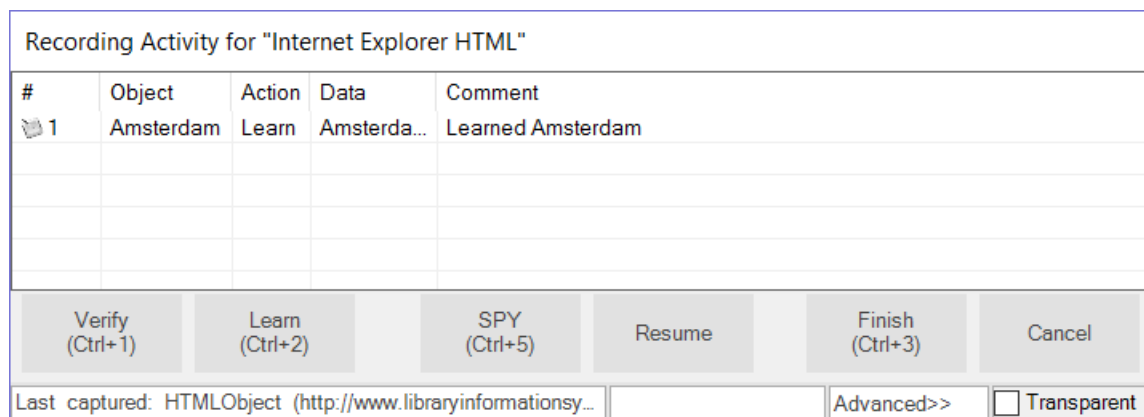 Recording Activity for "Internet Explorer HTML"
# Object Action Data Comment
1 Amsterdam Learn Amsterda... Learned Amsterdam
Verify Learn SPY Resume Finish Cancel
(Ctrl+1) (Ctrl+2) (Ctrl+5) (Ctrl+3)
Last captured: HTMLObject (http://www.libraryinformationsy... Advanced>> Transparent